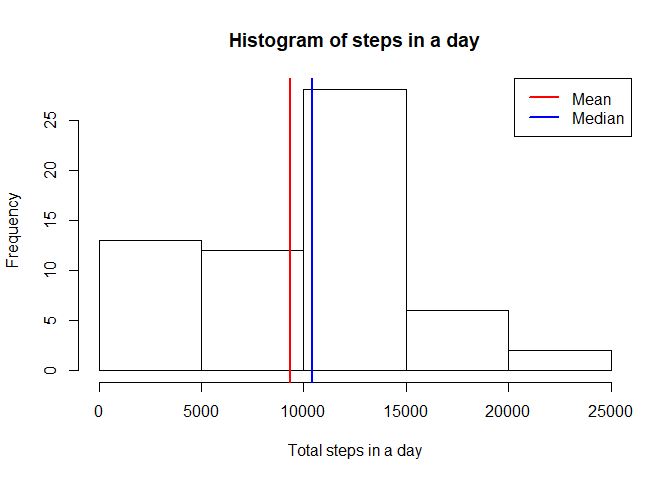 Histogram of steps in a day
Mean
Median
Frequency
25
20
15
10
5
0
0 5000 10000 15000 20000 25000
Total steps in a day